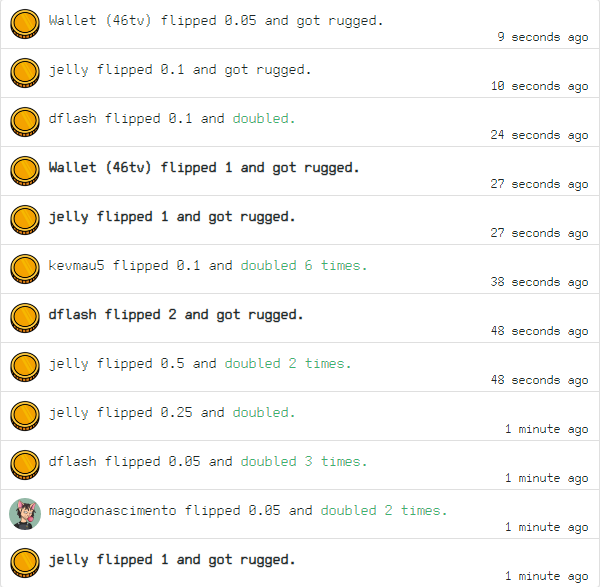 Wallet (46tv) flipped 0.05 and got rugged.
9 seconds ago
jelly flipped 0.1 and got rugged.
10 seconds ago
dflash flipped 0.1 and doubled.
24 seconds ago
Wallet (46tv) flipped 1 and got rugged.
27 seconds ago
jelly flipped 1 and got rugged.
27 seconds ago
kevmau5 flipped 0.1 and doubled 6 times.
38 seconds ago
dflash flipped 2 and got rugged.
48 seconds ago
jelly flipped 0.5 and doubled 2 times.
48 seconds ago
jelly flipped 0.25 and doubled.
1 minute ago
dflash flipped 0.05 and doubled 3 times.
1 minute ago
magodonascimento flipped 0.05 and doubled 2 times.
1 minute ago
jelly flipped 1 and got rugged.
1 minute ago